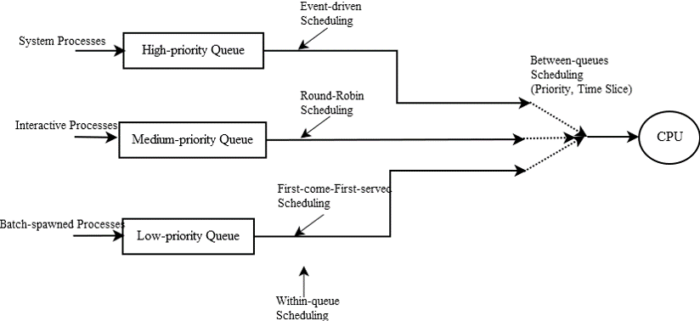 Event-driven
Scheduling
System Processes
High-priority Queue
Between-queues
Scheduling
(Priority, Time Slice)
Round-Robin
Scheduling
Interactive Processes
Medium-priority Queue
CPU
First-come-First-served
Scheduling
Batch-spawned Processes
Low-priority Queue
Within-queue
Scheduling